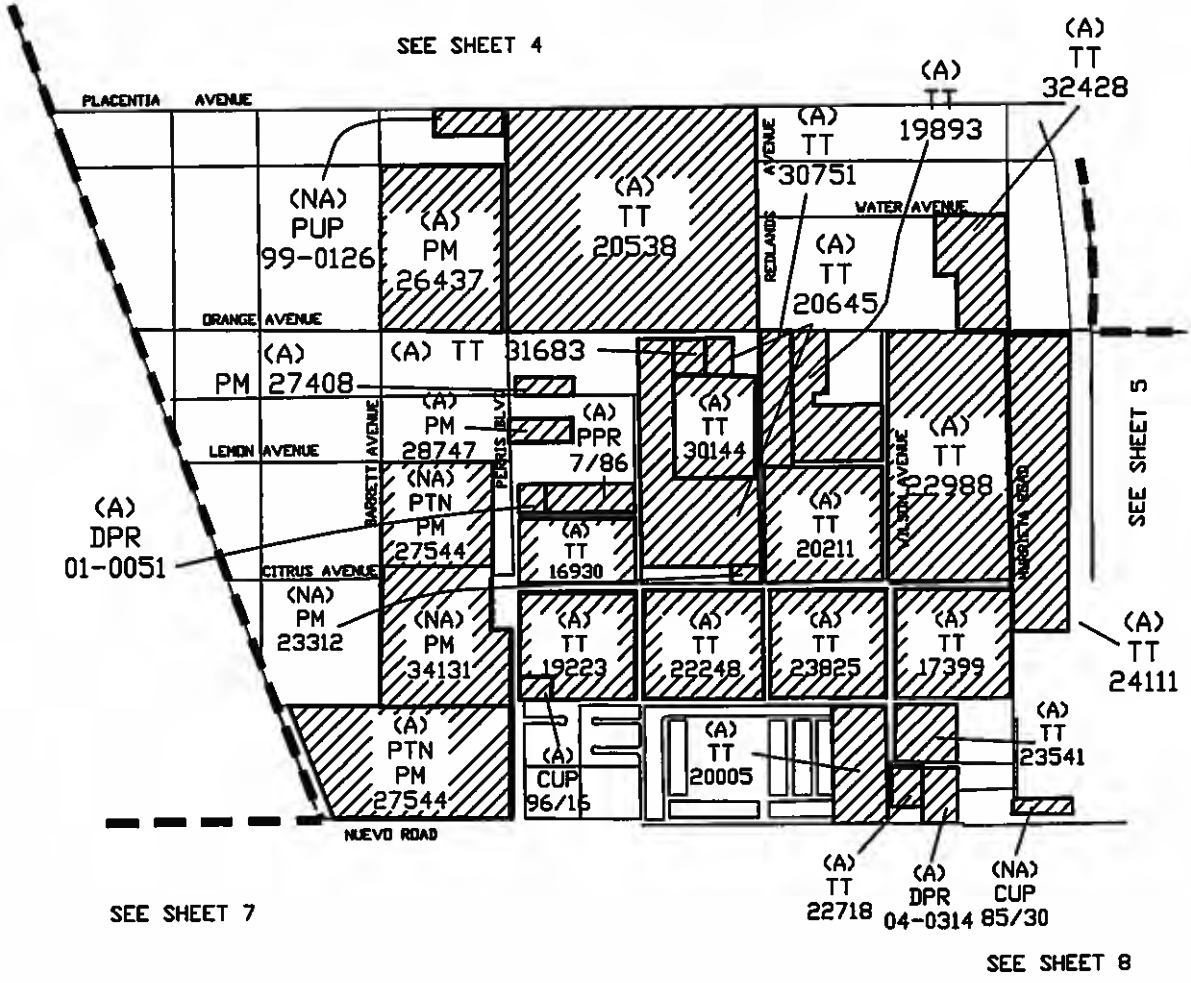 SEE SHEET 4
(A)
TT
32428
(A)
TT
19893
PLACENTIA AVENUE
(A)
TT
30751
REDLANDS AVENUE
(NA)
PUP
99-0126
(A)
PM
26437
(A)
TT
20538
WATER AVENUE
(A)
TT
20645
ORANGE AVENUE
(A)
PM 27408
(A) TT 31683
BARRETT AVENUE
(A)
PM
28747
PERRIS BLVD
(A)
PPR
7/86
(A)
TT
30144
WILSON AVENUE
(A)
TT
22988
MURRIETA ROAD
SEE SHEET 5
LEMON AVENUE
(NA)
PTN
PM
27544
(A)
DPR
01-0051
(A)
TT
16930
(A)
TT
20211
CITRUS AVENUE
(NA)
PM
23312
(NA)
PM
34131
(A)
TT
19223
(A)
TT
22248
(A)
TT
23825
(A)
TT
17399
(A)
TT
24111
(A)
PTN
PM
27544
(A)
CUP
96/16
(A)
TT
20005
(A)
TT
23541
NUEVO ROAD
(A)
TT
22718
(A)
DPR
04-0314
(NA)
CUP
85/30
SEE SHEET 7
SEE SHEET 8